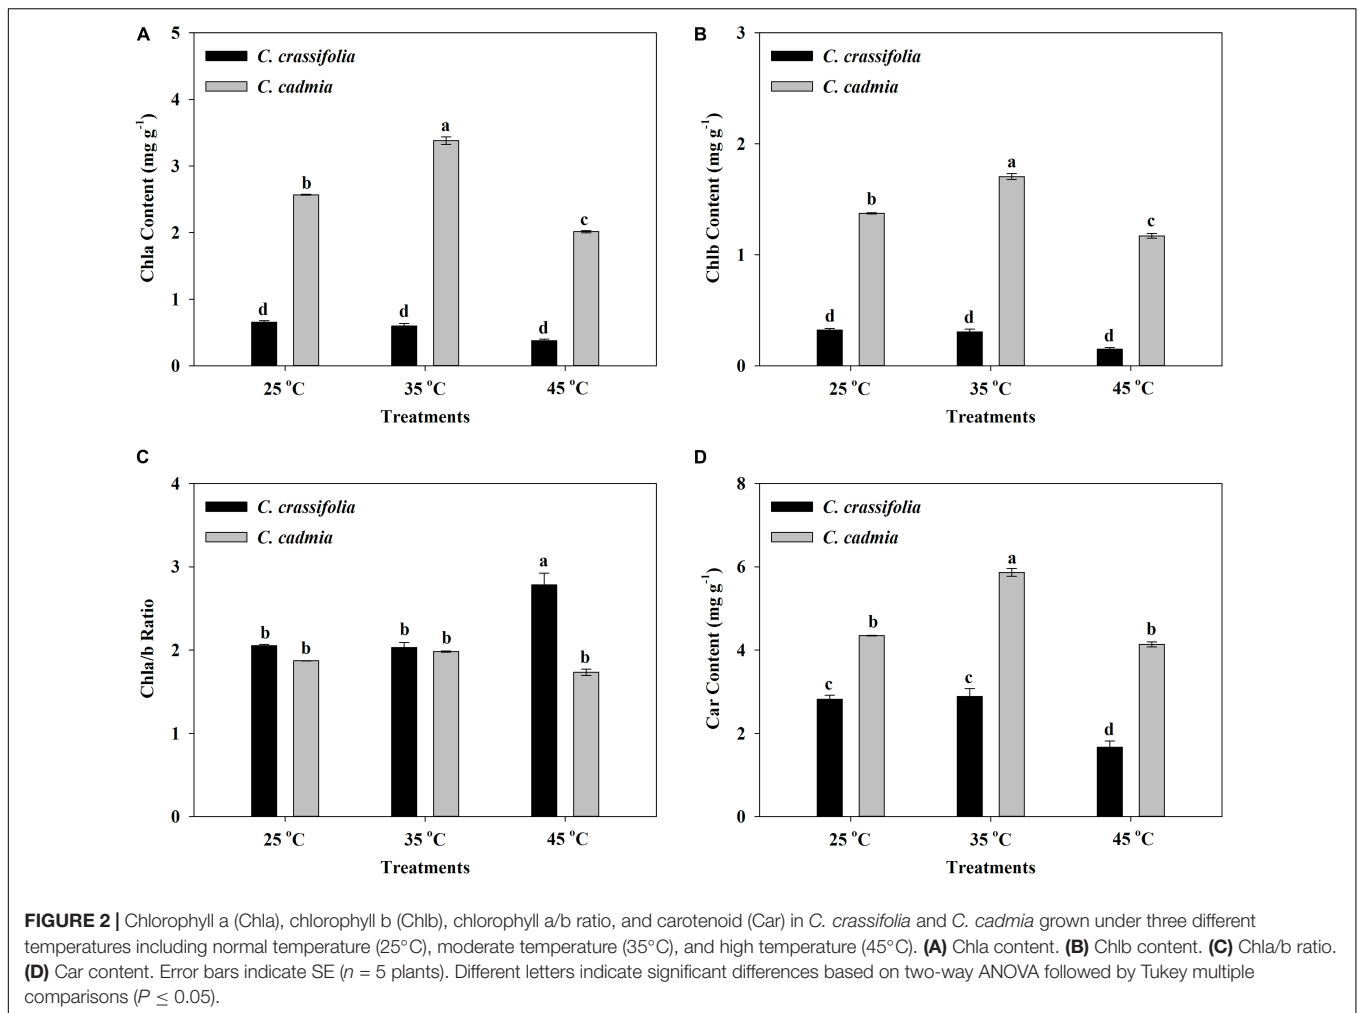 A
5
4
3
2
1
0
Chla Content (mg g-1)
C. crassifolia
C. cadmia
d
b
d
a
d
c
25 °C
35 °C
45 °C
Treatments
B
3
2
1
0
Chlb Content (mg g-1)
C. crassifolia
C. cadmia
d
b
d
a
d
c
25 °C
35 °C
45 °C
Treatments
C
4
3
2
1
0
Chla/b Ratio
C. crassifolia
C. cadmia
b
b
b
b
a
b
25 °C
35 °C
45 °C
Treatments
D
8
6
4
2
0
Car Content (mg g-1)
C. crassifolia
C. cadmia
c
b
c
a
d
b
25 °C
35 °C
45 °C
Treatments
FIGURE 2 | Chlorophyll a (Chla), chlorophyll b (Chlb), chlorophyll a/b ratio, and carotenoid (Car) in C. crassifolia and C. cadmia grown under three different
temperatures including normal temperature (25°C), moderate temperature (35°C), and high temperature (45°C). (A) Chla content. (B) Chlb content. (C) Chla/b ratio.
(D) Car content. Error bars indicate SE (n = 5 plants). Different letters indicate significant differences based on two-way ANOVA followed by Tukey multiple
comparisons (P ≤ 0.05).